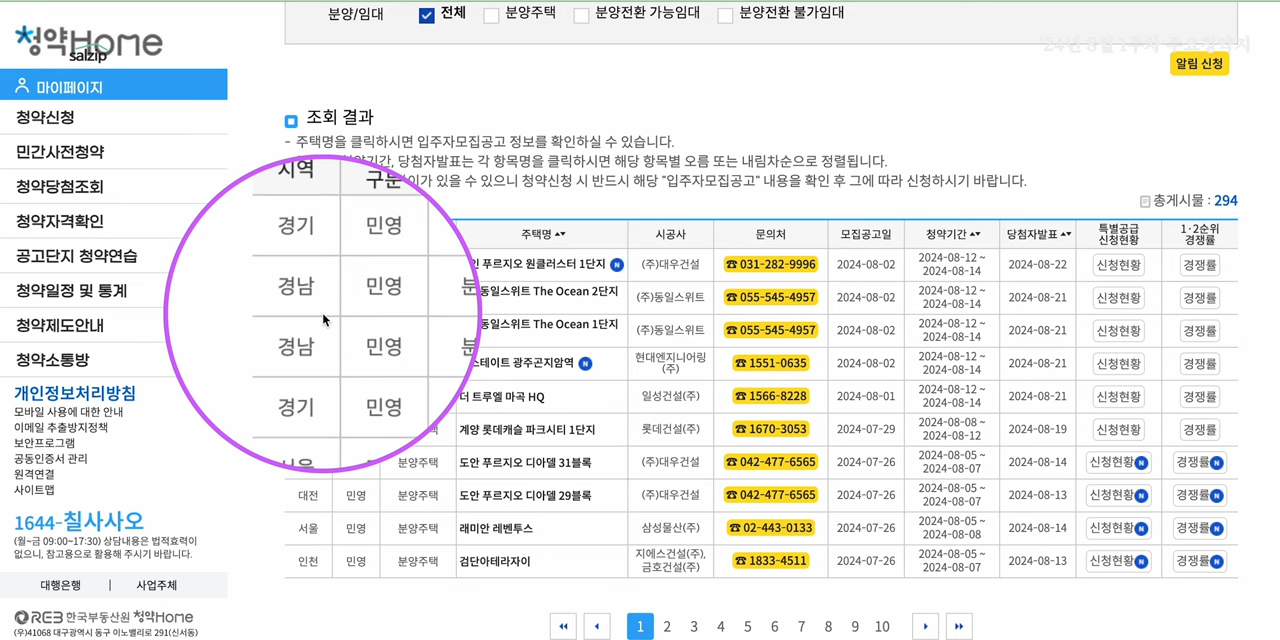 분양/임대 전체 분양주택 분양전환 가능임대 분양전환 불가임대
청약Home
salzip
'24년 8월 2주차 주요청약지
알림 신청
마이페이지
청약신청
민간사전청약
청약당첨조회
청약자격확인
공고단지 청약연습
청약일정 및 통계
청약제도안내
청약소통방
개인정보처리방침
모바일 사용에 대한 안내
이메일 추출방지정책
보안프로그램
공동인증서 관리
원격연결
사이트맵
1644-칠사사오
(월~금 09:00~17:30) 상담내용은 법적효력이
없으니, 참고용으로 활용해 주시기 바랍니다.
대행은행 | 사업주체
REB 한국부동산원 청약Home
(우)41068 대구광역시 동구 이노밸리로 291(신서동)
조회 결과
- 주택명을 클릭하시면 입주자모집공고 정보를 확인하실 수 있습니다.
기간, 당첨자발표는 각 항목명을 클릭하시면 해당 항목별 오름 또는 내림차순으로 정렬됩니다.
가 있을 수 있으니 청약신청 시 반드시 해당 "입주자모집공고" 내용을 확인 후 그에 따라 신청하시기 바랍니다.
총게시물 : 294
지역 구분
경기 민영
경남 민영 분
경남 민영 분
경기 민영
서울
주택명▲▼ 시공사 문의처 모집공고일 청약기간▲▼ 당첨자발표▲▼ 특별공급 신청현황 1·2순위 경쟁률
푸르지오 원클러스터 1단지 N (주)대우건설 ☎031-282-9996 2024-08-02 2024-08-12 ~ 2024-08-14 2024-08-22 신청현황 경쟁률
동일스위트 The Ocean 2단지 (주)동일스위트 ☎055-545-4957 2024-08-02 2024-08-12 ~ 2024-08-14 2024-08-21 신청현황 경쟁률
동일스위트 The Ocean 1단지 (주)동일스위트 ☎055-545-4957 2024-08-02 2024-08-12 ~ 2024-08-14 2024-08-21 신청현황 경쟁률
스테이트 광주곤지암역 N 현대엔지니어링(주) ☎1551-0635 2024-08-02 2024-08-12 ~ 2024-08-14 2024-08-21 신청현황 경쟁률
더 트루엘 마곡 HQ 일성건설(주) ☎1566-8228 2024-08-01 2024-08-12 ~ 2024-08-14 2024-08-21 신청현황 경쟁률
계양 롯데캐슬 파크시티 1단지 롯데건설(주) ☎1670-3053 2024-07-29 2024-08-08 ~ 2024-08-12 2024-08-19 신청현황 경쟁률
도안 푸르지오 디아델 31블록 (주)대우건설 ☎042-477-6565 2024-07-26 2024-08-05 ~ 2024-08-07 2024-08-14 신청현황N 경쟁률N
대전 민영 분양주택 도안 푸르지오 디아델 29블록 (주)대우건설 ☎042-477-6565 2024-07-26 2024-08-05 ~ 2024-08-07 2024-08-13 신청현황N 경쟁률N
서울 민영 분양주택 래미안 레벤투스 삼성물산(주) ☎02-443-0133 2024-07-26 2024-08-05 ~ 2024-08-08 2024-08-14 신청현황N 경쟁률N
인천 민영 분양주택 검단아테라자이 지에스건설(주), 금호건설(주) ☎1833-4511 2024-07-26 2024-08-05 ~ 2024-08-07 2024-08-13 신청현황N 경쟁률N
1 2 3 4 5 6 7 8 9 10